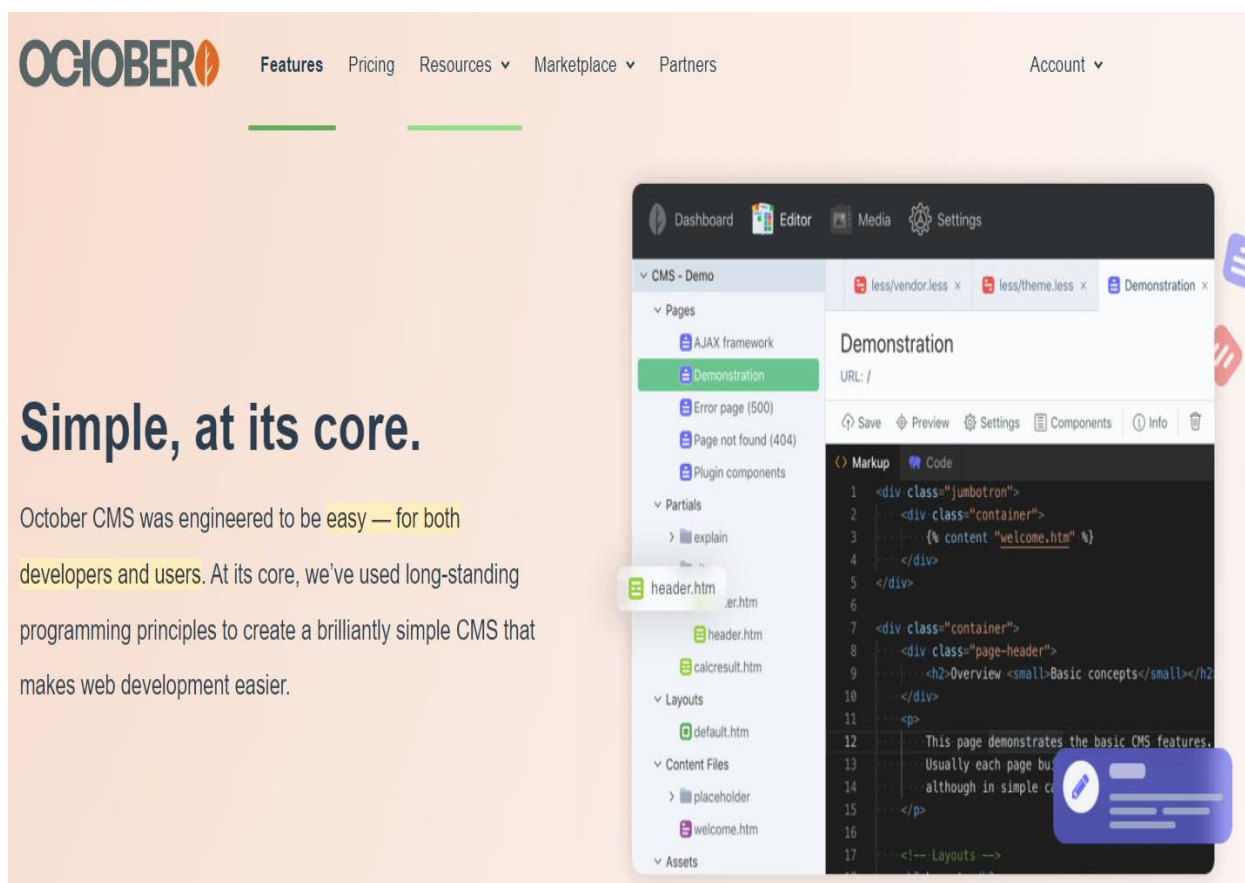 OCTOBER
Features Pricing Resources Marketplace Partners Account
Dashboard Editor Media Settings
CMS - Demo
less/vendor.less × less/theme.less × Demonstration ×
Pages
AJAX framework
Demonstration
Error page (500)
Page not found (404)
Plugin components
Partials
explain
header.htm
er.htm
header.htm
calcresult.htm
Layouts
default.htm
Content Files
placeholder
welcome.htm
Assets
Demonstration
URL: /
Save Preview Settings Components Info
Markup Code
1 <div class="jumbotron">
2 <div class="container">
3 {% content "welcome.htm" %}
4 </div>
5 </div>
6
7 <div class="container">
8 <div class="page-header">
9 <h2>Overview <small>Basic concepts</small></h2
10 </div>
11 <p>
12 This page demonstrates the basic CMS features.
13 Usually each page bu
14 although in simple ca
15 </p>
16
17 <!-- Layouts -->
Simple, at its core.
October CMS was engineered to be easy — for both
developers and users. At its core, we've used long-standing
programming principles to create a brilliantly simple CMS that
makes web development easier.